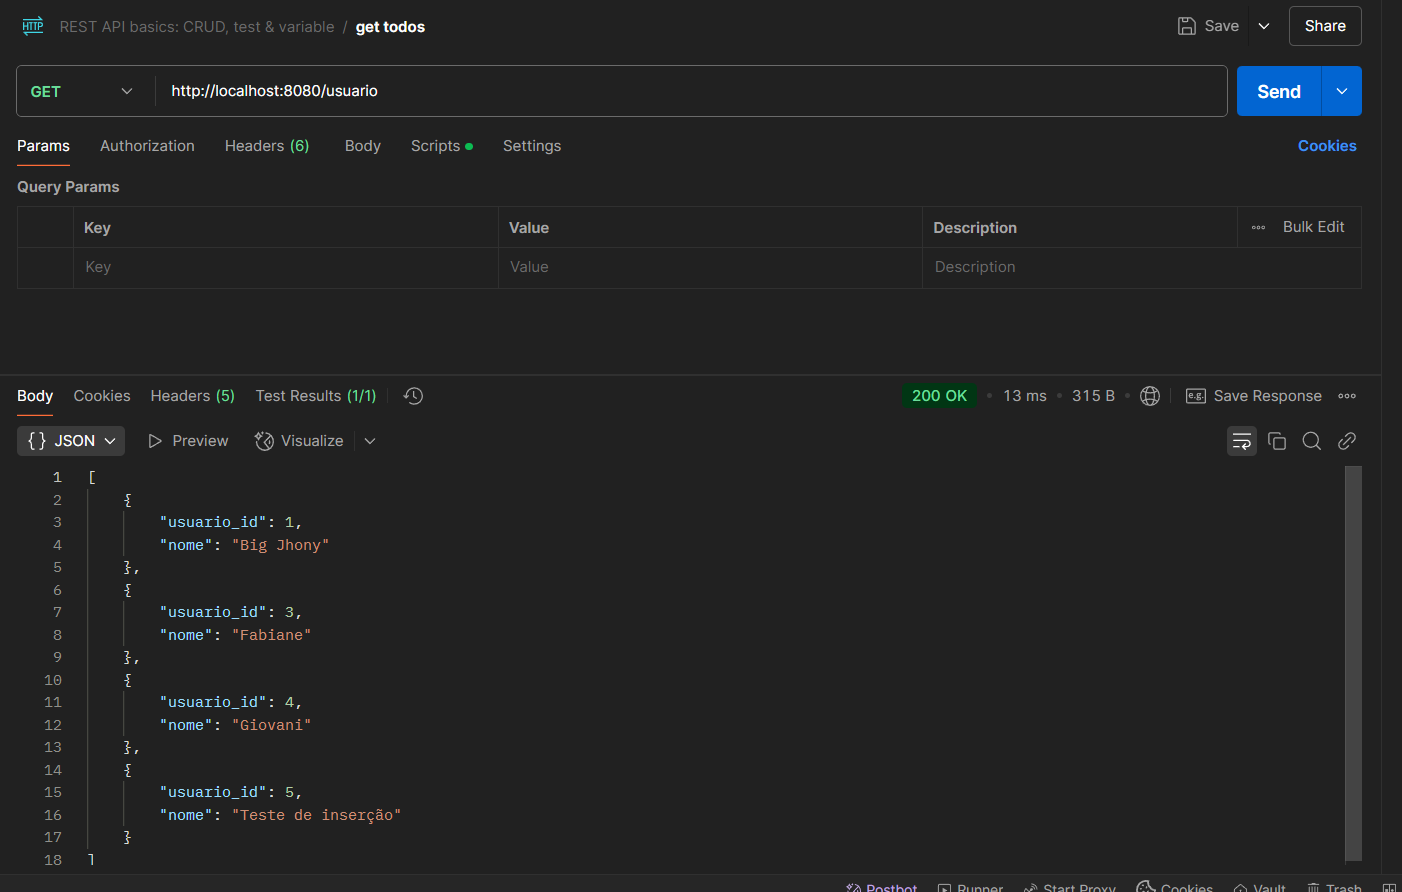 HTTP REST API basics: CRUD, test & variable / get todos Save Share
GET http://localhost:8080/usuario Send
Params Authorization Headers (6) Body Scripts Settings Cookies
Query Params
Key Value Description Bulk Edit
Key Value Description
Body Cookies Headers (5) Test Results (1/1) 200 OK • 13 ms • 315 B • e.g. Save Response
{} JSON Preview Visualize
1 [
2 {
3 "usuario_id": 1,
4 "nome": "Big Jhony"
5 },
6 {
7 "usuario_id": 3,
8 "nome": "Fabiane"
9 },
10 {
11 "usuario_id": 4,
12 "nome": "Giovani"
13 },
14 {
15 "usuario_id": 5,
16 "nome": "Teste de inserção"
17 }
18 ]
Postbot Runner Start Proxy Cookies Vault Trash